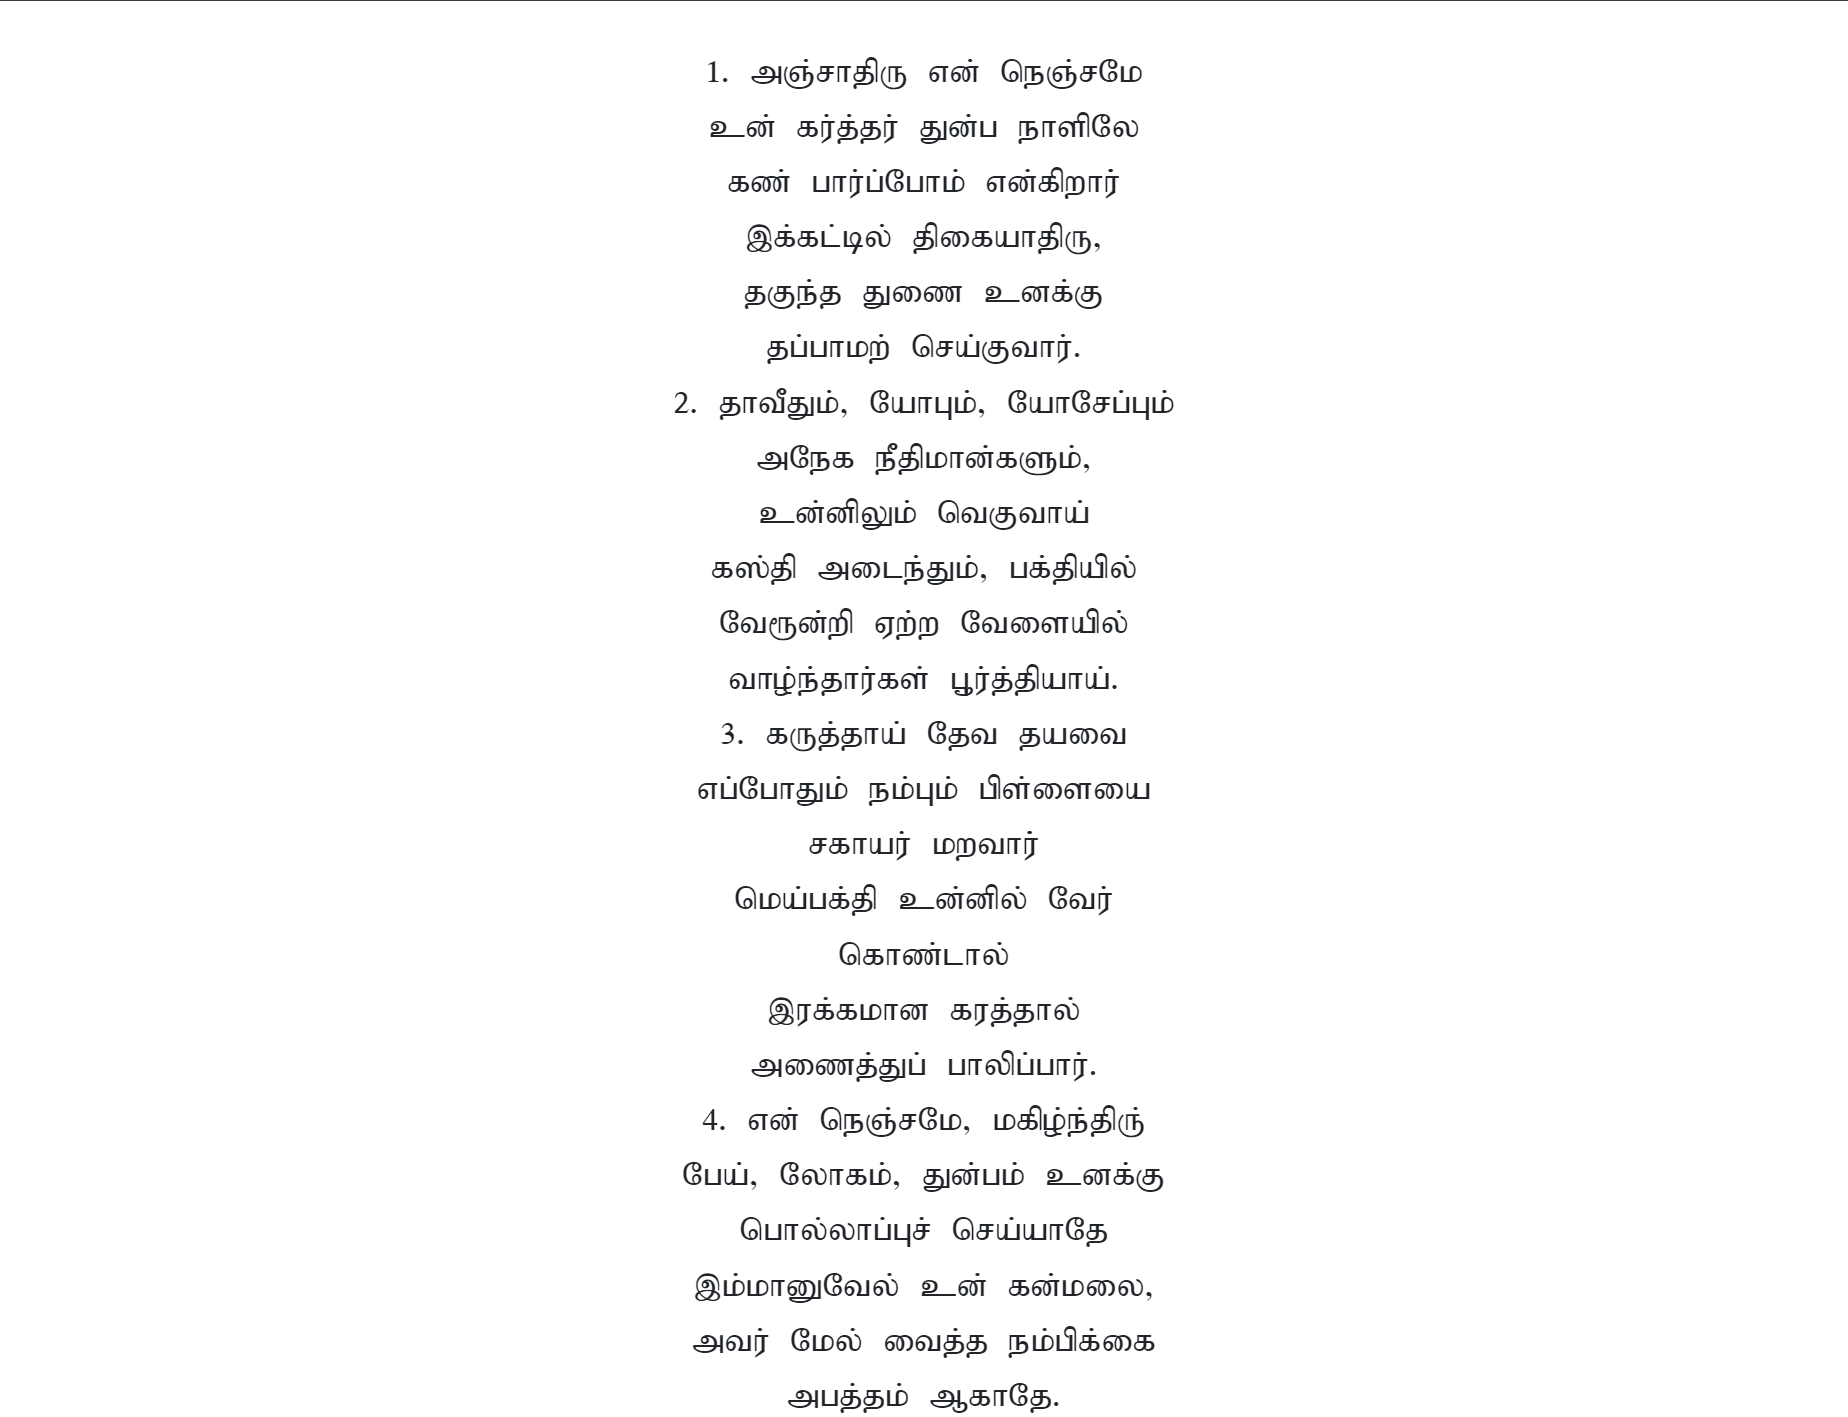 1. அஞ்சாதிரு என் நெஞ்சமே
உன் கர்த்தர் துன்ப நாளிலே
கண் பார்ப்போம் என்கிறார்
இக்கட்டில் திகையாதிரு,
தகுந்த துணை உனக்கு
தப்பாமற் செய்குவார்.
2. தாவீதும், யோபும், யோசேப்பும்
அநேக நீதிமான்களும்,
உன்னிலும் வெகுவாய்
கஸ்தி அடைந்தும், பக்தியில்
வேரூன்றி ஏற்ற வேளையில்
வாழ்ந்தார்கள் பூர்த்தியாய்.
3. கருத்தாய் தேவ தயவை
எப்போதும் நம்பும் பிள்ளையை
சகாயர் மறவார்
மெய்பக்தி உன்னில் வேர்
கொண்டால்
இரக்கமான கரத்தால்
அணைத்துப் பாலிப்பார்.
4. என் நெஞ்சமே, மகிழ்ந்திரு்
பேய், லோகம், துன்பம் உனக்கு
பொல்லாப்புச் செய்யாதே
இம்மானுவேல் உன் கன்மலை,
அவர் மேல் வைத்த நம்பிக்கை
அபத்தம் ஆகாதே.